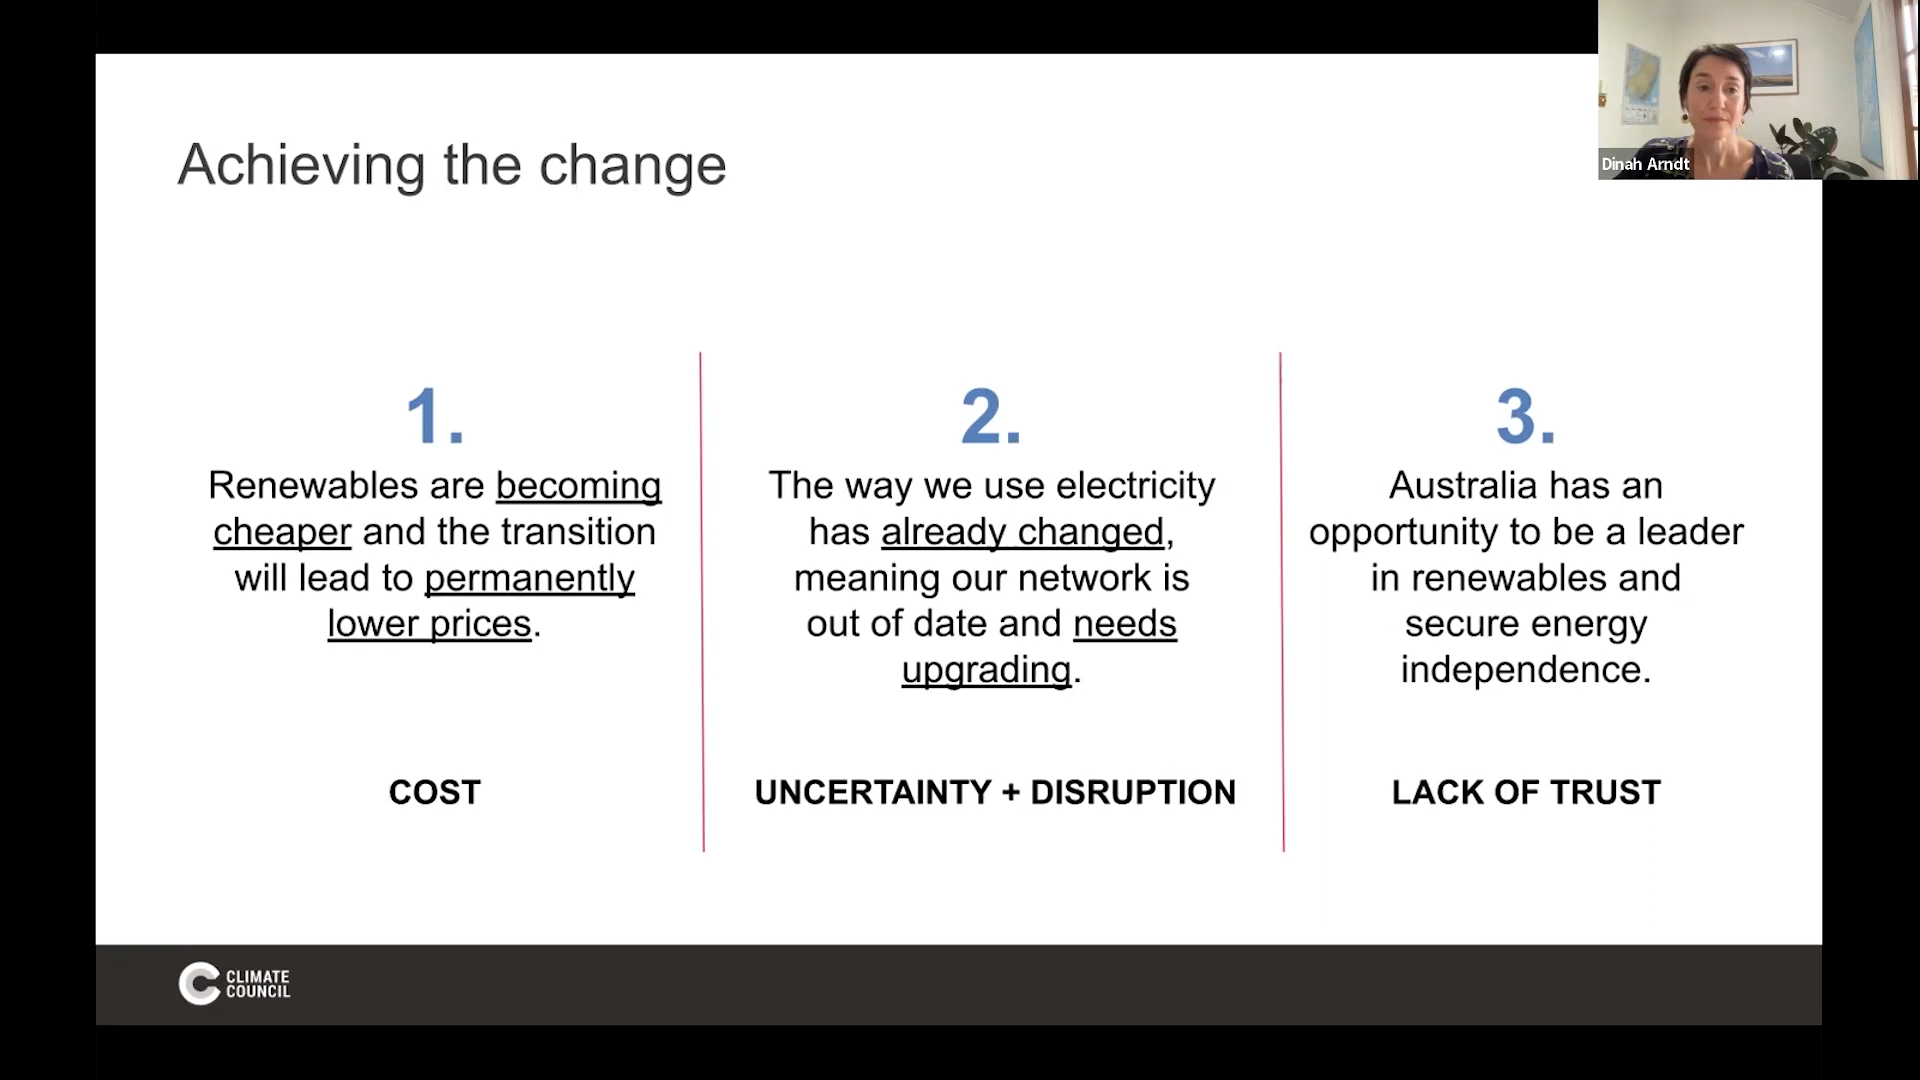 Dinah Arndt
Achieving the change
1.
Renewables are becoming
cheaper and the transition
will lead to permanently
lower prices.
COST
2.
The way we use electricity
has already changed,
meaning our network is
out of date and needs
upgrading.
UNCERTAINTY + DISRUPTION
3.
Australia has an
opportunity to be a leader
in renewables and
secure energy
independence.
LACK OF TRUST
CLIMATE
COUNCIL